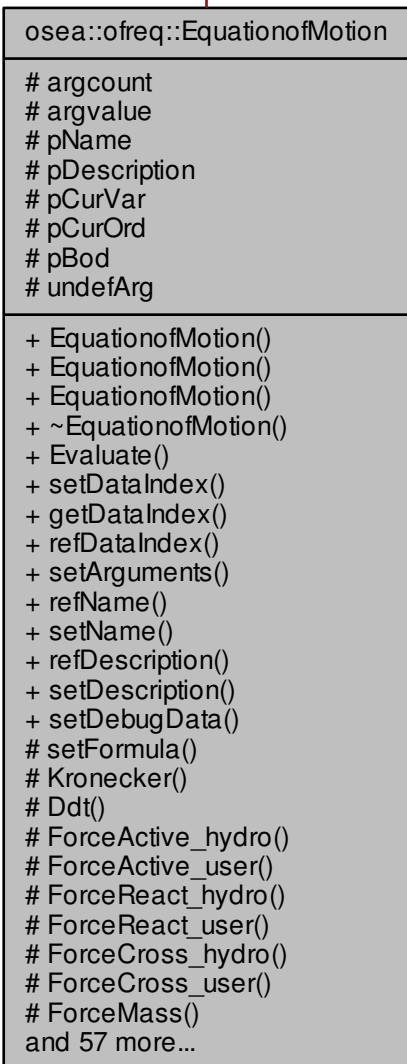 osea::ofreq::EquationofMotion
# argcount
# argvalue
# pName
# pDescription
# pCurVar
# pCurOrd
# pBod
# undefArg
+ EquationofMotion()
+ EquationofMotion()
+ EquationofMotion()
+ ~EquationofMotion()
+ Evaluate()
+ setDataIndex()
+ getDataIndex()
+ refDataIndex()
+ setArguments()
+ refName()
+ setName()
+ refDescription()
+ setDescription()
+ setDebugData()
# setFormula()
# Kronecker()
# Ddt()
# ForceActive_hydro()
# ForceActive_user()
# ForceReact_hydro()
# ForceReact_user()
# ForceCross_hydro()
# ForceCross_user()
# ForceMass()
and 57 more...